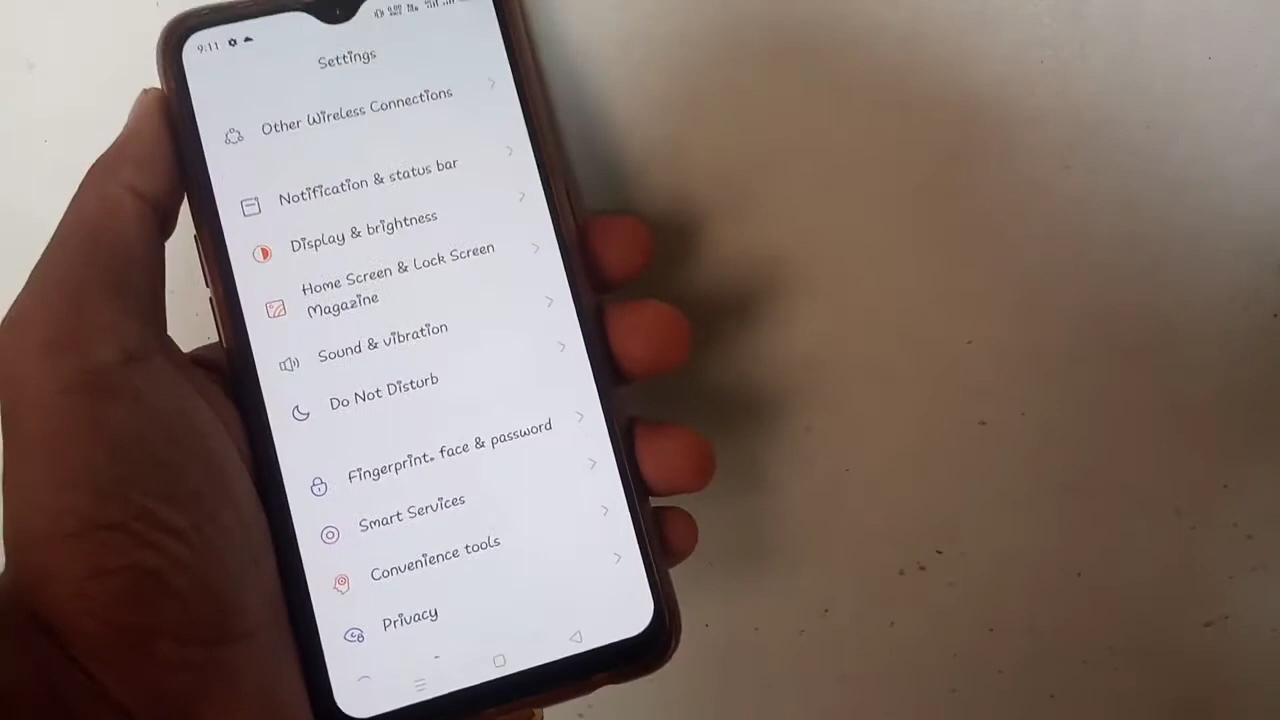 9:11
Settings
Other Wireless Connections
Notification & status bar
Display & brightness
Home Screen & Lock Screen
Magazine
Sound & vibration
Do Not Disturb
Fingerprint, face & password
Smart Services
Convenience tools
Privacy